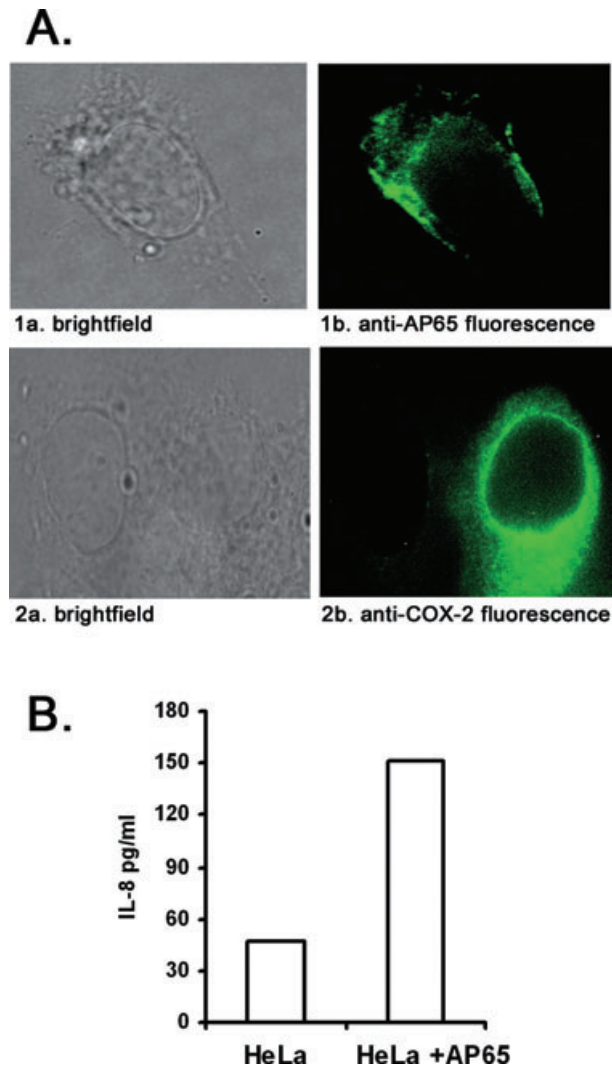 A.
1a. brightfield
1b. anti-AP65 fluorescence
2a. brightfield
2b. anti-COX-2 fluorescence
B.
180
150
120
90
60
30
0
IL-8 pg/ml
HeLa
HeLa +AP65